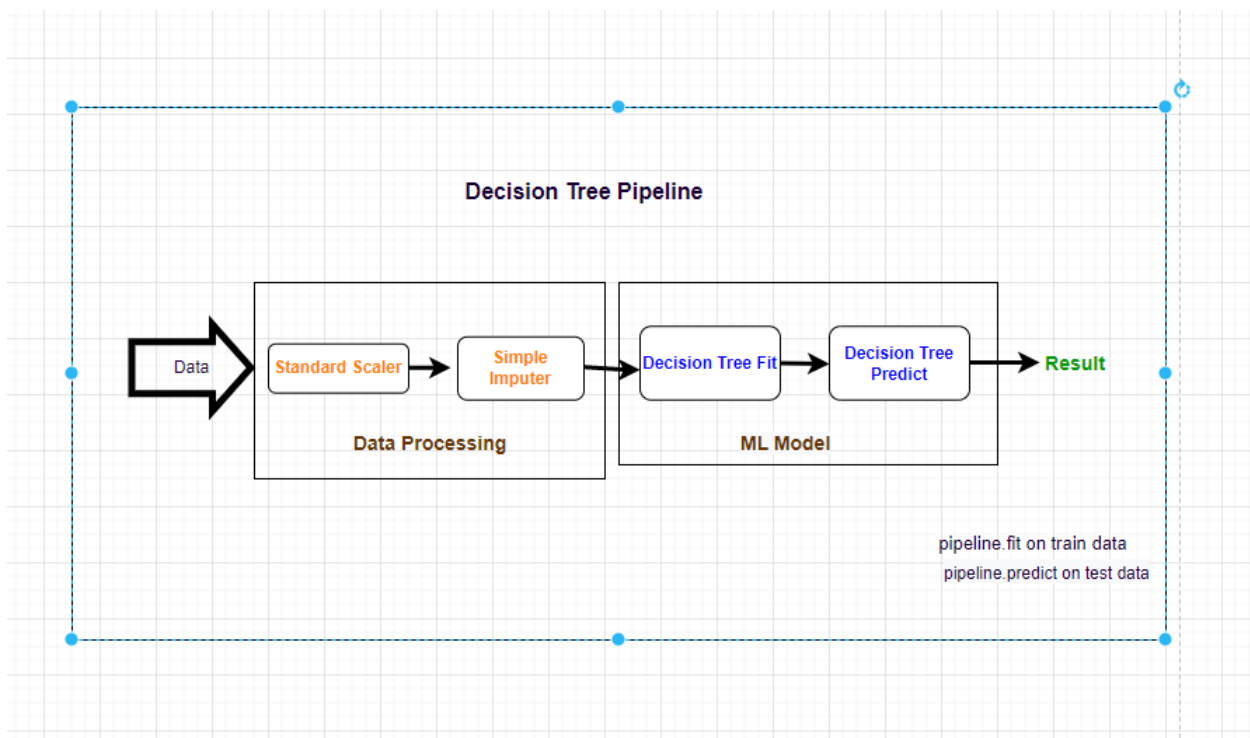 Decision Tree Pipeline
Data
Standard Scaler
Simple
Imputer
Data Processing
Decision Tree Fit
Decision Tree
Predict
ML Model
Result
pipeline.fit on train data
pipeline.predict on test data